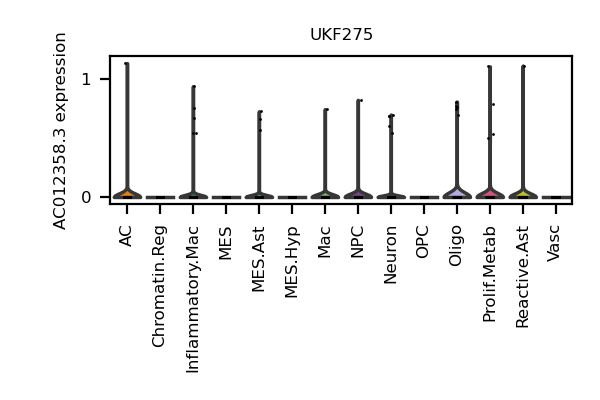 UKF275
AC012358.3 expression
1
0
AC
Chromatin.Reg
Inflammatory.Mac
MES
MES.Ast
MES.Hyp
Mac
NPC
Neuron
OPC
Oligo
Prolif.Metab
Reactive.Ast
Vasc